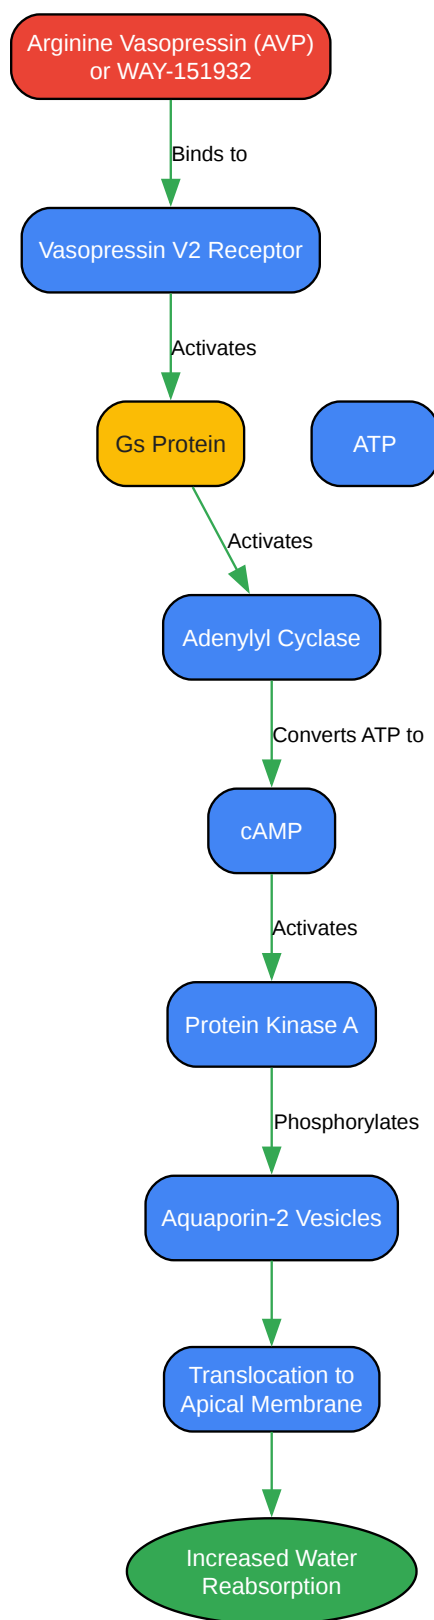 Arginine Vasopressin (AVP)
or WAY-151932
Binds to
Vasopressin V2 Receptor
Activates
Gs Protein
ATP
Activates
Adenylyl Cyclase
Converts ATP to
cAMP
Activates
Protein Kinase A
Phosphorylates
Aquaporin-2 Vesicles
Translocation to
Apical Membrane
Increased Water
Reabsorption